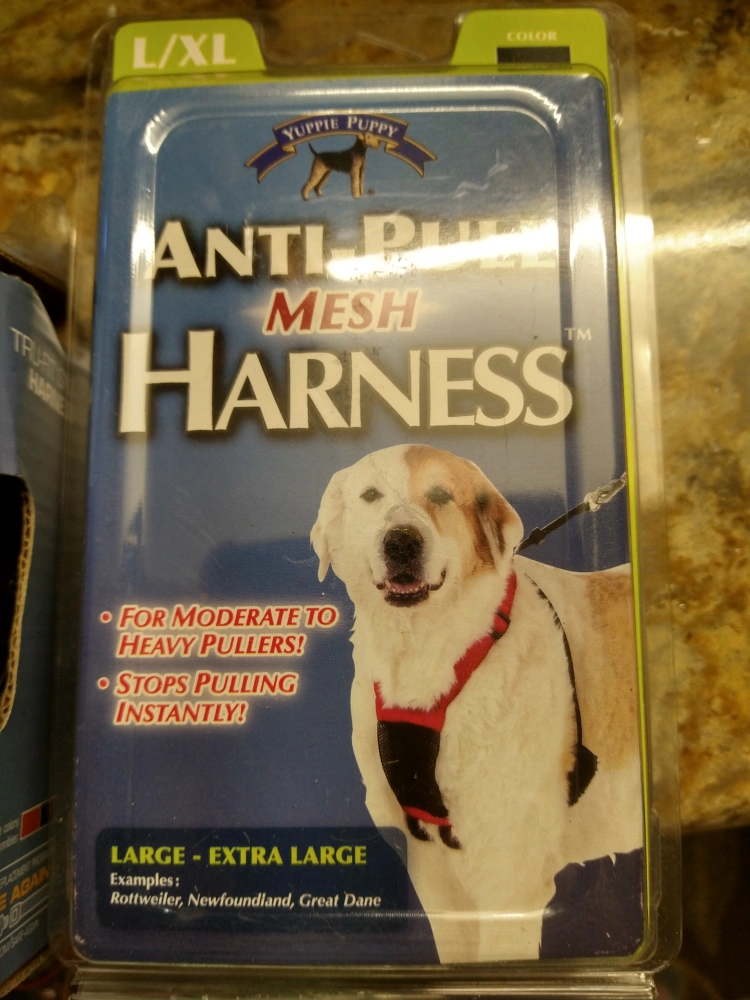 L/XL
COLOR
YUPPIE PUPPY
ANTI-PULL
MESH
HARNESS™
• FOR MODERATE TO
HEAVY PULLERS!
• STOPS PULLING
INSTANTLY!
LARGE - EXTRA LARGE
Examples:
Rottweiler, Newfoundland, Great Dane
AGAIN